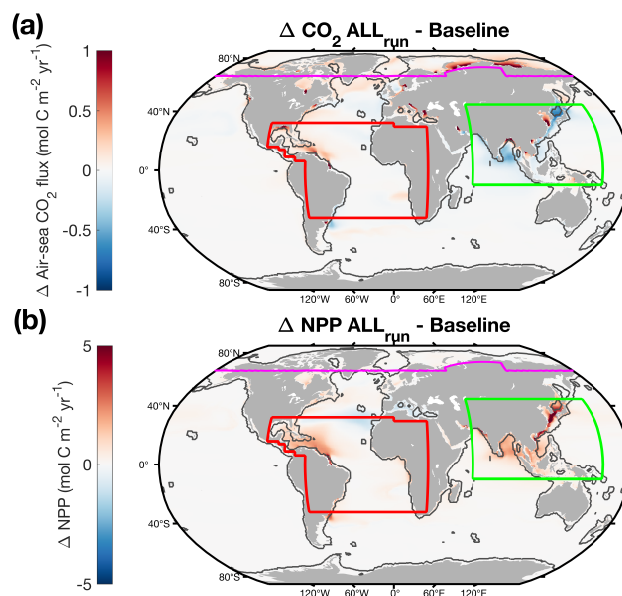 (a)
Δ CO2 ALLrun - Baseline
Δ Air-sea CO2 flux (mol C m-2 yr-1)
1
0.5
0
-0.5
-1
80°N
40°N
0°
40°S
80°S
120°W 60°W 0° 60°E 120°E
(b)
Δ NPP ALLrun - Baseline
Δ NPP (mol C m-2 yr-1)
5
0
-5
80°N
40°N
0°
40°S
80°S
120°W 60°W 0° 60°E 120°E